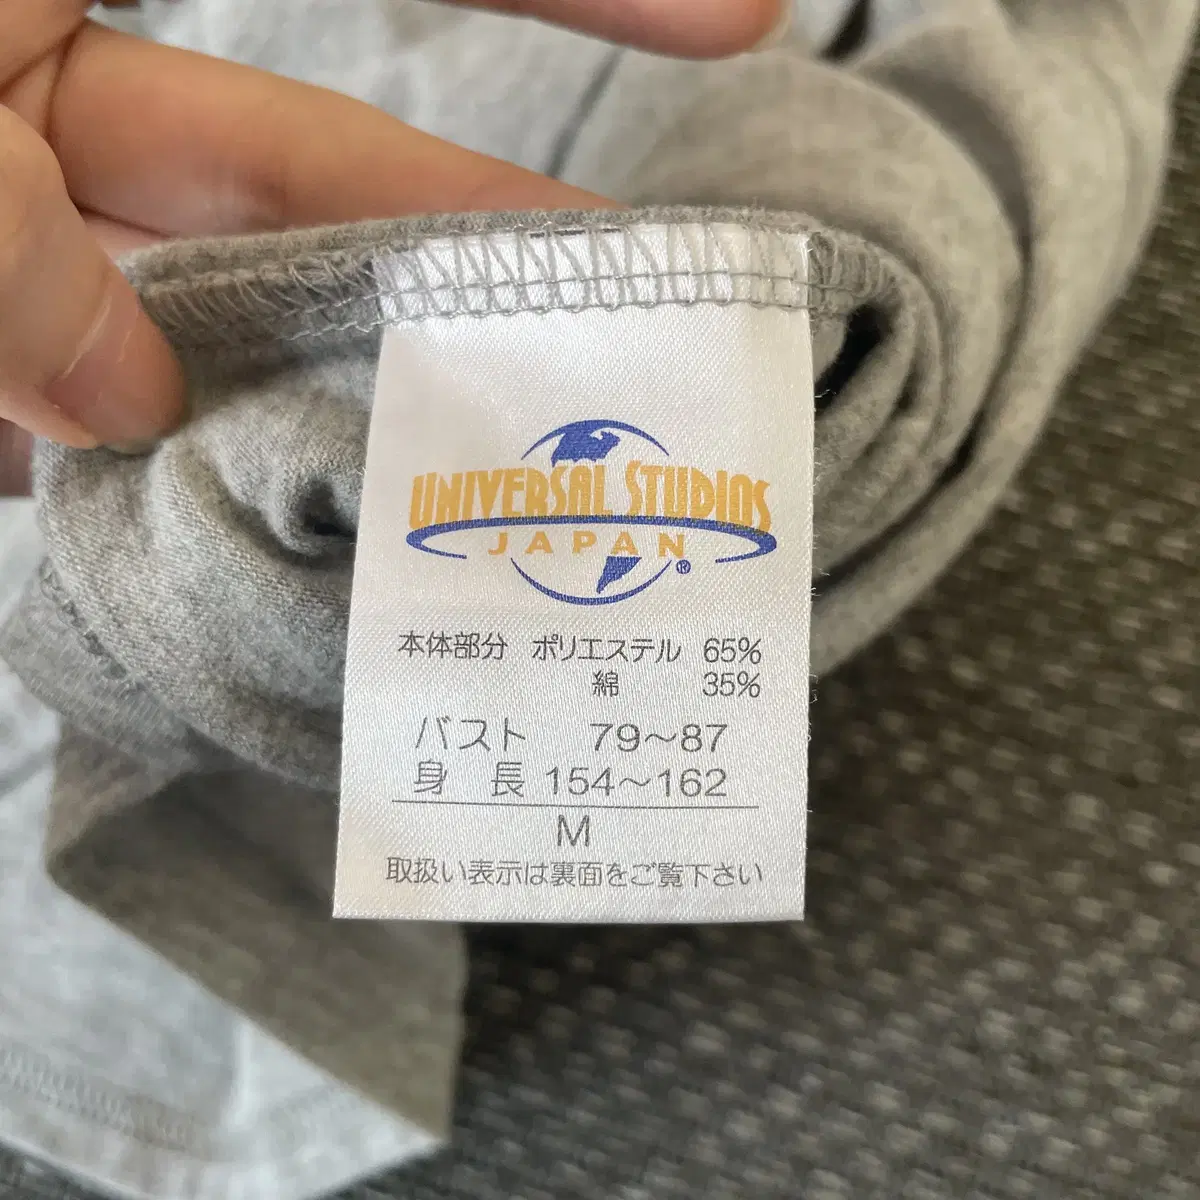 UNIVERSAL STUDIOS
JAPAN ®
本体部分 ポリエステル 65%
綿 35%
バスト 79～87
身 長 154～162
M
取扱い表示は裏面をご覧下さい